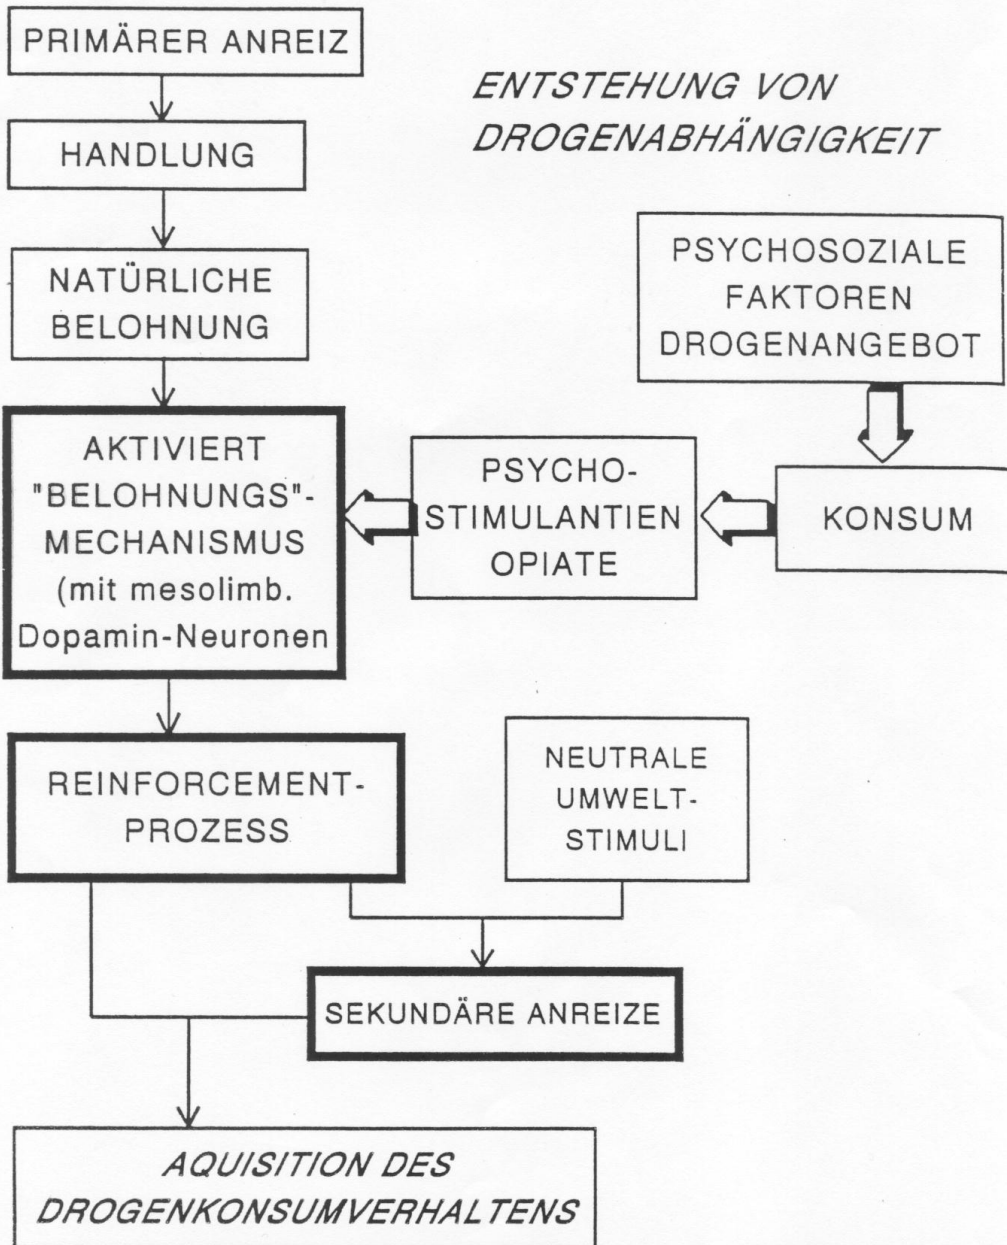 PRIMÄRER ANREIZ
ENTSTEHUNG VON
DROGENABHÄNGIGKEIT
HANDLUNG
NATÜRLICHE
BELOHNUNG
PSYCHOSOZIALE
FAKTOREN
DROGENANGEBOT
AKTIVIERT
"BELOHNUNGS"-
MECHANISMUS
(mit mesolimb.
Dopamin-Neuronen
PSYCHO-
STIMULANTIEN
OPIATE
KONSUM
REINFORCEMENT-
PROZESS
NEUTRALE
UMWELT-
STIMULI
SEKUNDÄRE ANREIZE
AQUISITION DES
DROGENKONSUMVERHALTENS